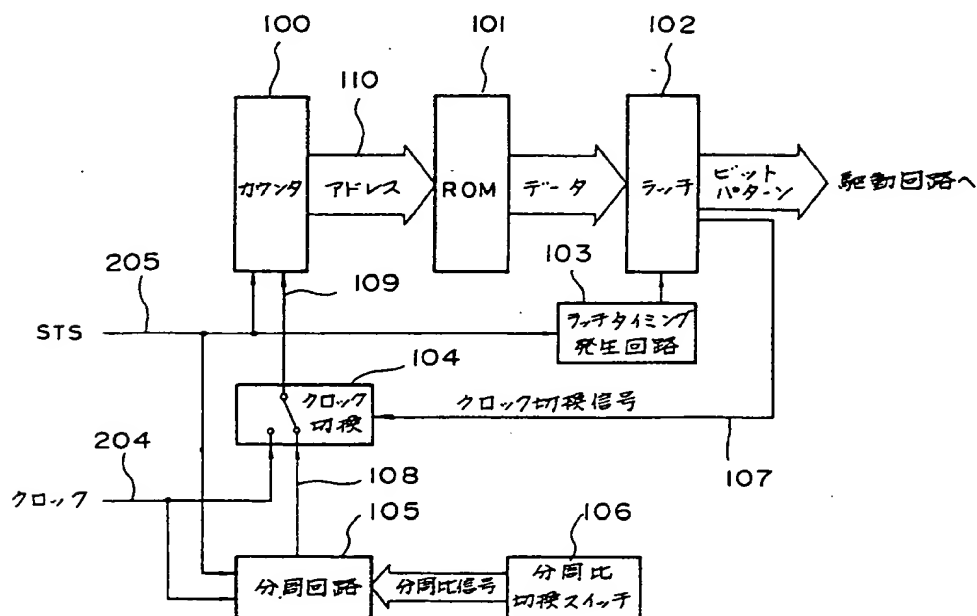 100
101
102
110
カウンタ
アドレス
ROM
データ
ラッチ
ビット
パターン
駆動回路へ
205
109
103
STS
ラッチタイミング
発生回路
104
クロック
切換
クロック切換信号
204
107
クロック
108
105
106
分周回路
分周比信号
分周比
切換スイッチ